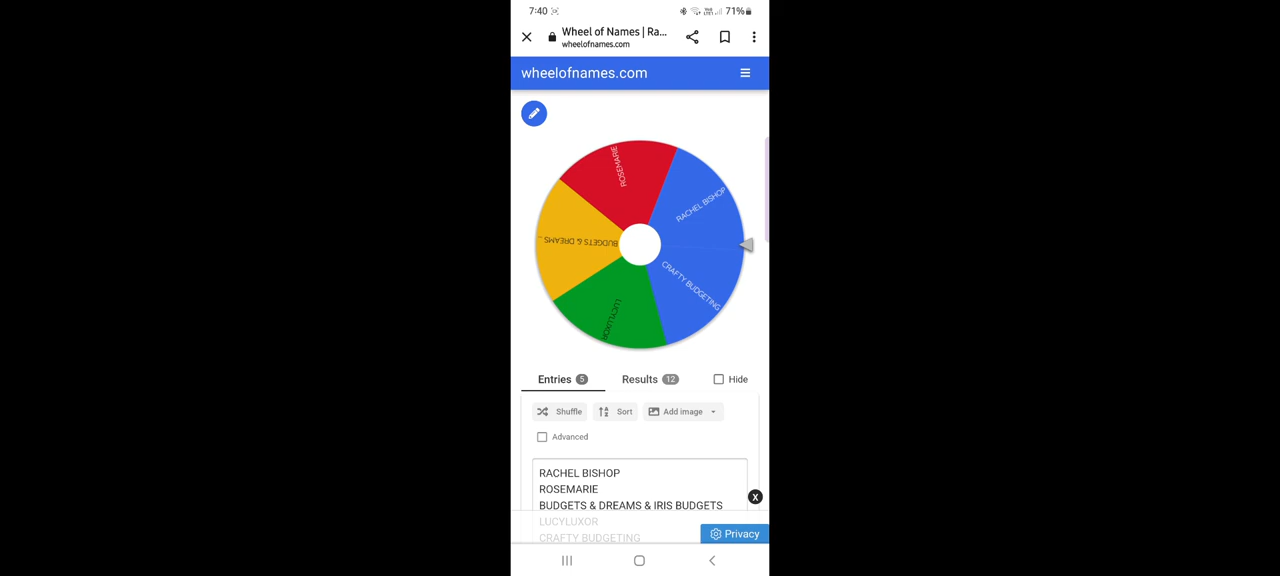 7:40
71%
Wheel of Names | Ra...
wheelofnames.com
wheelofnames.com
ROSEMARIE
RACHEL BISHOP
BUDGETS & DREAMS ...
CRAFTY BUDGETING
LUCYLUXOR
Entries 5
Results 12
Hide
Shuffle
Sort
Add image
Advanced
RACHEL BISHOP
ROSEMARIE
BUDGETS & DREAMS & IRIS BUDGETS
LUCYLUXOR
CRAFTY BUDGETING
X
Privacy